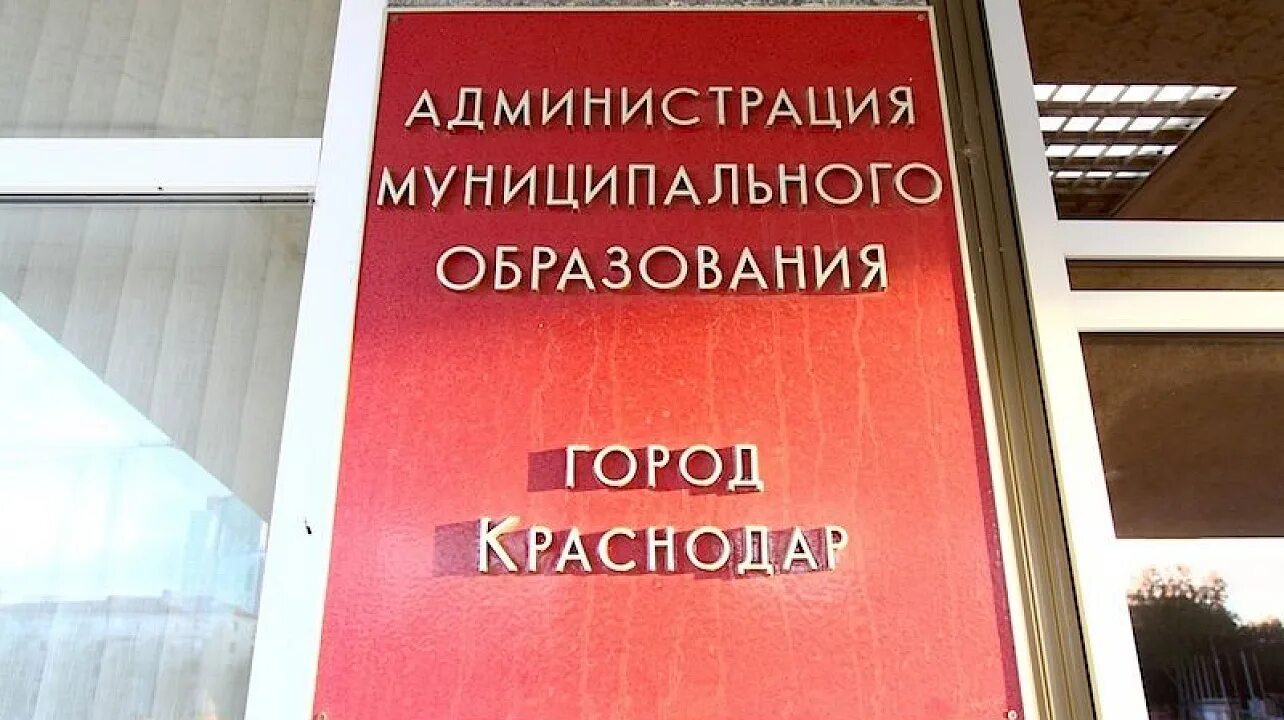 АДМИНИСТРАЦИЯ
МУНИЦИПАЛЬНОГО
ОБРАЗОВАНИЯ
ГОРОД
КРАСНОДАР